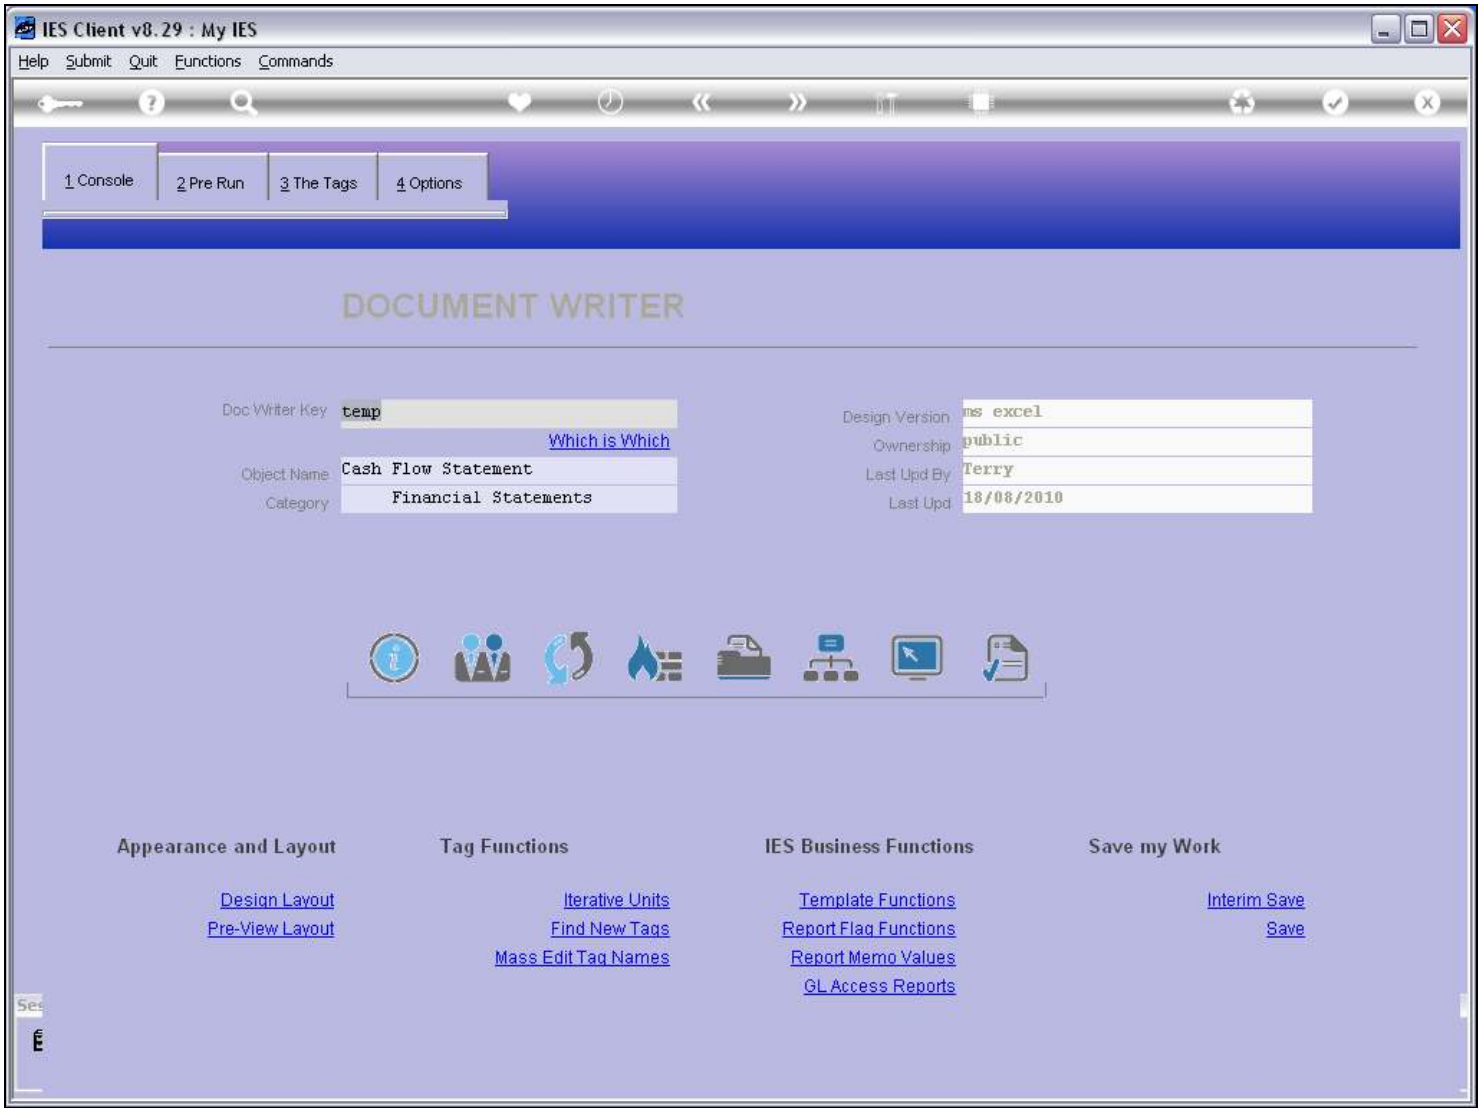 IES Client v8.29 : My IES
Help Submit Quit Functions Commands
1 Console 2 Pre Run 3 The Tags 4 Options
DOCUMENT WRITER
Doc Writer Key temp
Which is Which
Object Name Cash Flow Statement
Category Financial Statements
Design Version ms excel
Ownership public
Last Upd By Terry
Last Upd 18/08/2010
Appearance and Layout
Design Layout
Pre-View Layout
Tag Functions
Iterative Units
Find New Tags
Mass Edit Tag Names
IES Business Functions
Template Functions
Report Flag Functions
Report Memo Values
GL Access Reports
Save my Work
Interim Save
Save